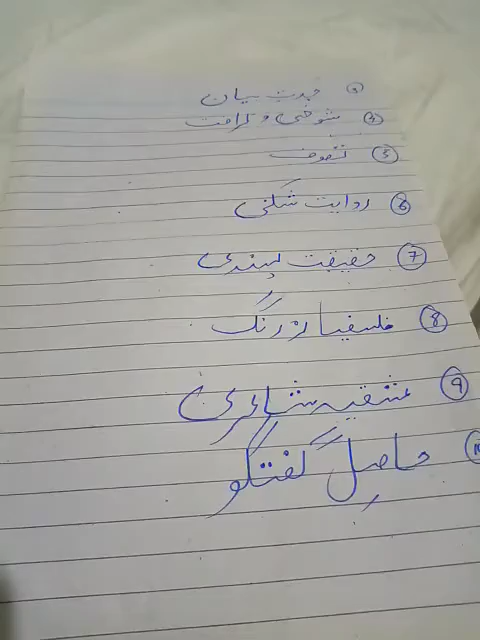 ③ جدت بیان
④ شوخی و ظرافت
⑤ تصوف
⑥ روایت شکنی
⑦ حقیقت پسندی
⑧ فلسفیانہ رنگ
⑨ عشقیہ شاعری
⑩ حاصلِ گفتگو